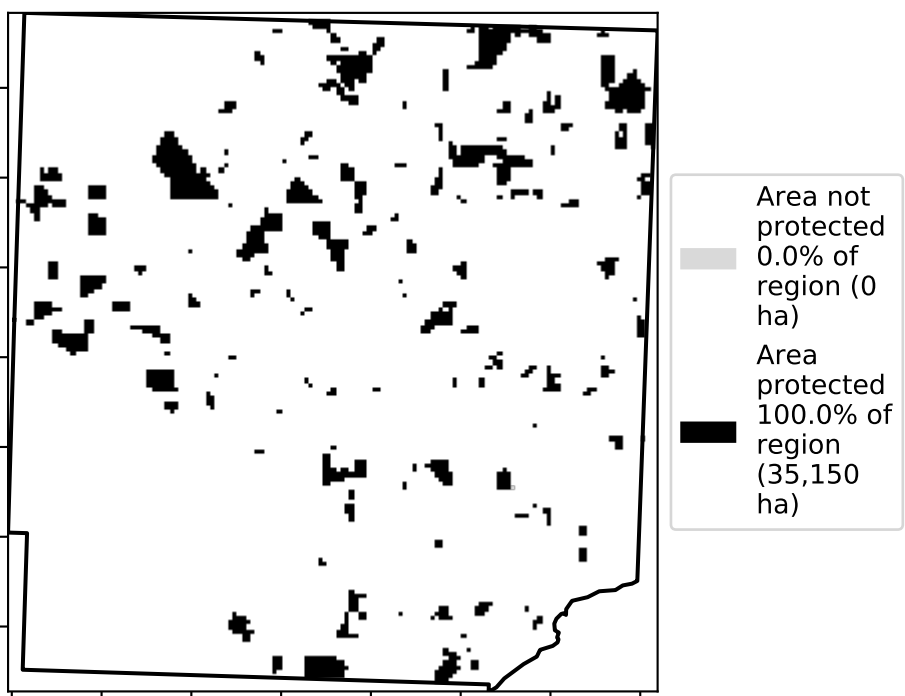 Area not
protected
0.0% of
region (0
ha)
Area
protected
100.0% of
region
(35,150
ha)